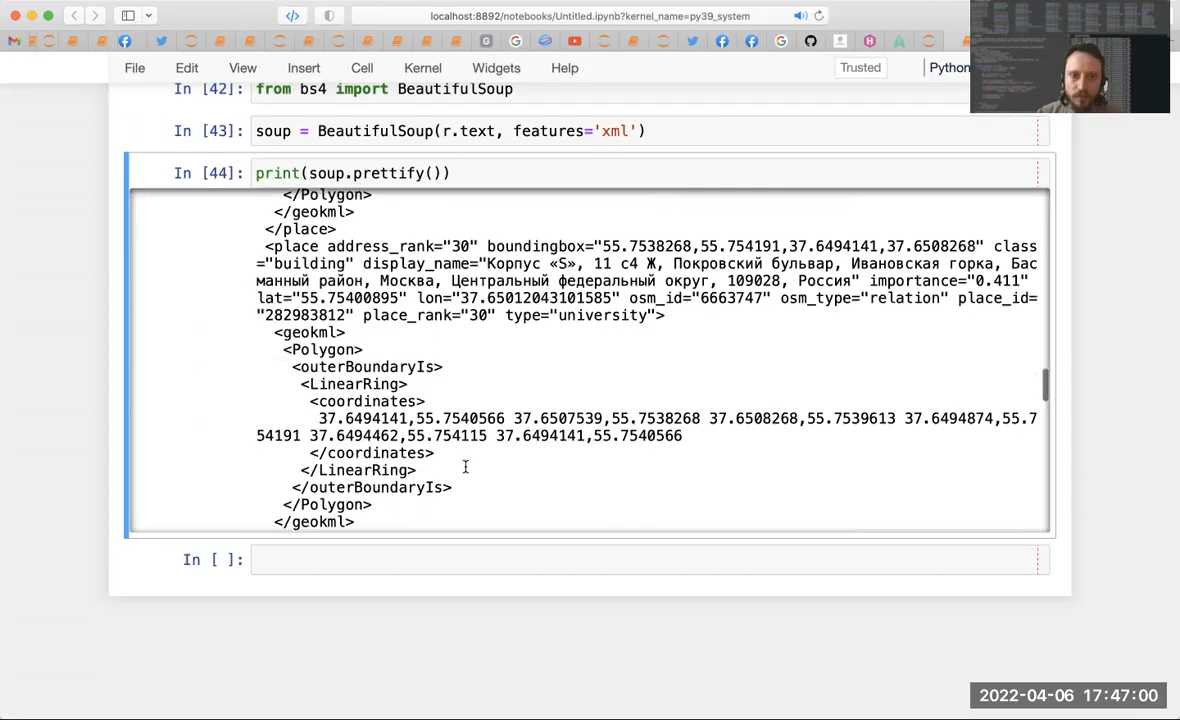 localhost:8892/notebooks/Untitled.ipynb?kernel_name=py39_system
File Edit View Insert Cell Kernel Widgets Help Trusted Python
In [42]: from bs4 import BeautifulSoup
In [43]: soup = BeautifulSoup(r.text, features='xml')
In [44]: print(soup.prettify())
</Polygon>
</geokml>
</place>
<place address_rank="30" boundingbox="55.7538268,55.754191,37.6494141,37.6508268" class
="building" display_name="Корпус «S», 11 с4 Ж, Покровский бульвар, Ивановская горка, Бас
манный район, Москва, Центральный федеральный округ, 109028, Россия" importance="0.411"
lat="55.75400895" lon="37.65012043101585" osm_id="6663747" osm_type="relation" place_id=
"282983812" place_rank="30" type="university">
<geokml>
<Polygon>
<outerBoundaryIs>
<LinearRing>
<coordinates>
37.6494141,55.7540566 37.6507539,55.7538268 37.6508268,55.7539613 37.6494874,55.7
54191 37.6494462,55.754115 37.6494141,55.7540566
</coordinates>
</LinearRing>
</outerBoundaryIs>
</Polygon>
</geokml>
In [ ]:
2022-04-06 17:47:00